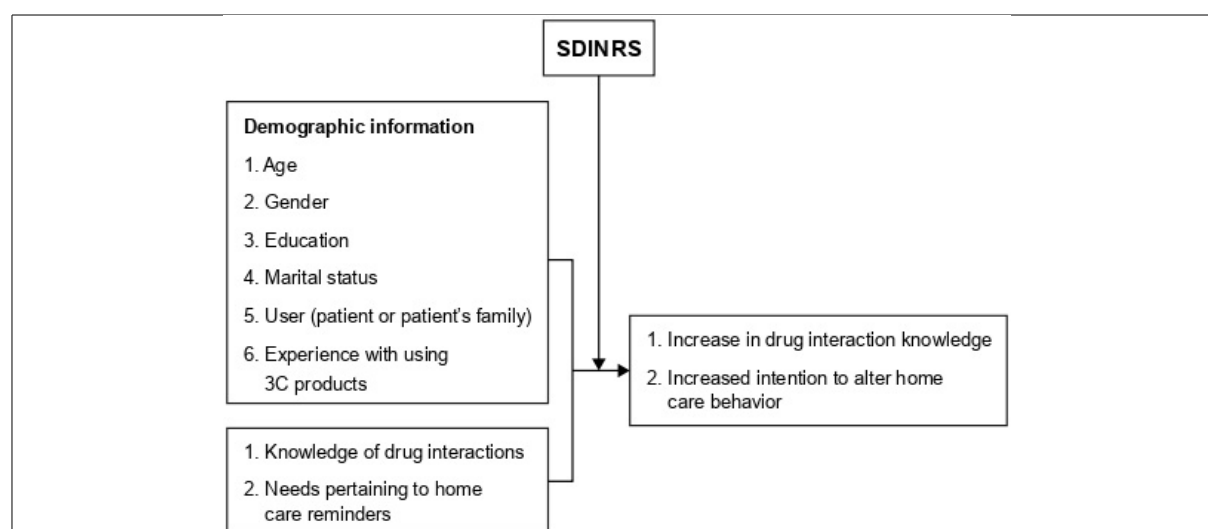 SDINRS
Demographic information
1. Age
2. Gender
3. Education
4. Marital status
5. User (patient or patient's family)
6. Experience with using
3C products
1. Knowledge of drug interactions
2. Needs pertaining to home
care reminders
1. Increase in drug interaction knowledge
2. Increased intention to alter home
care behavior